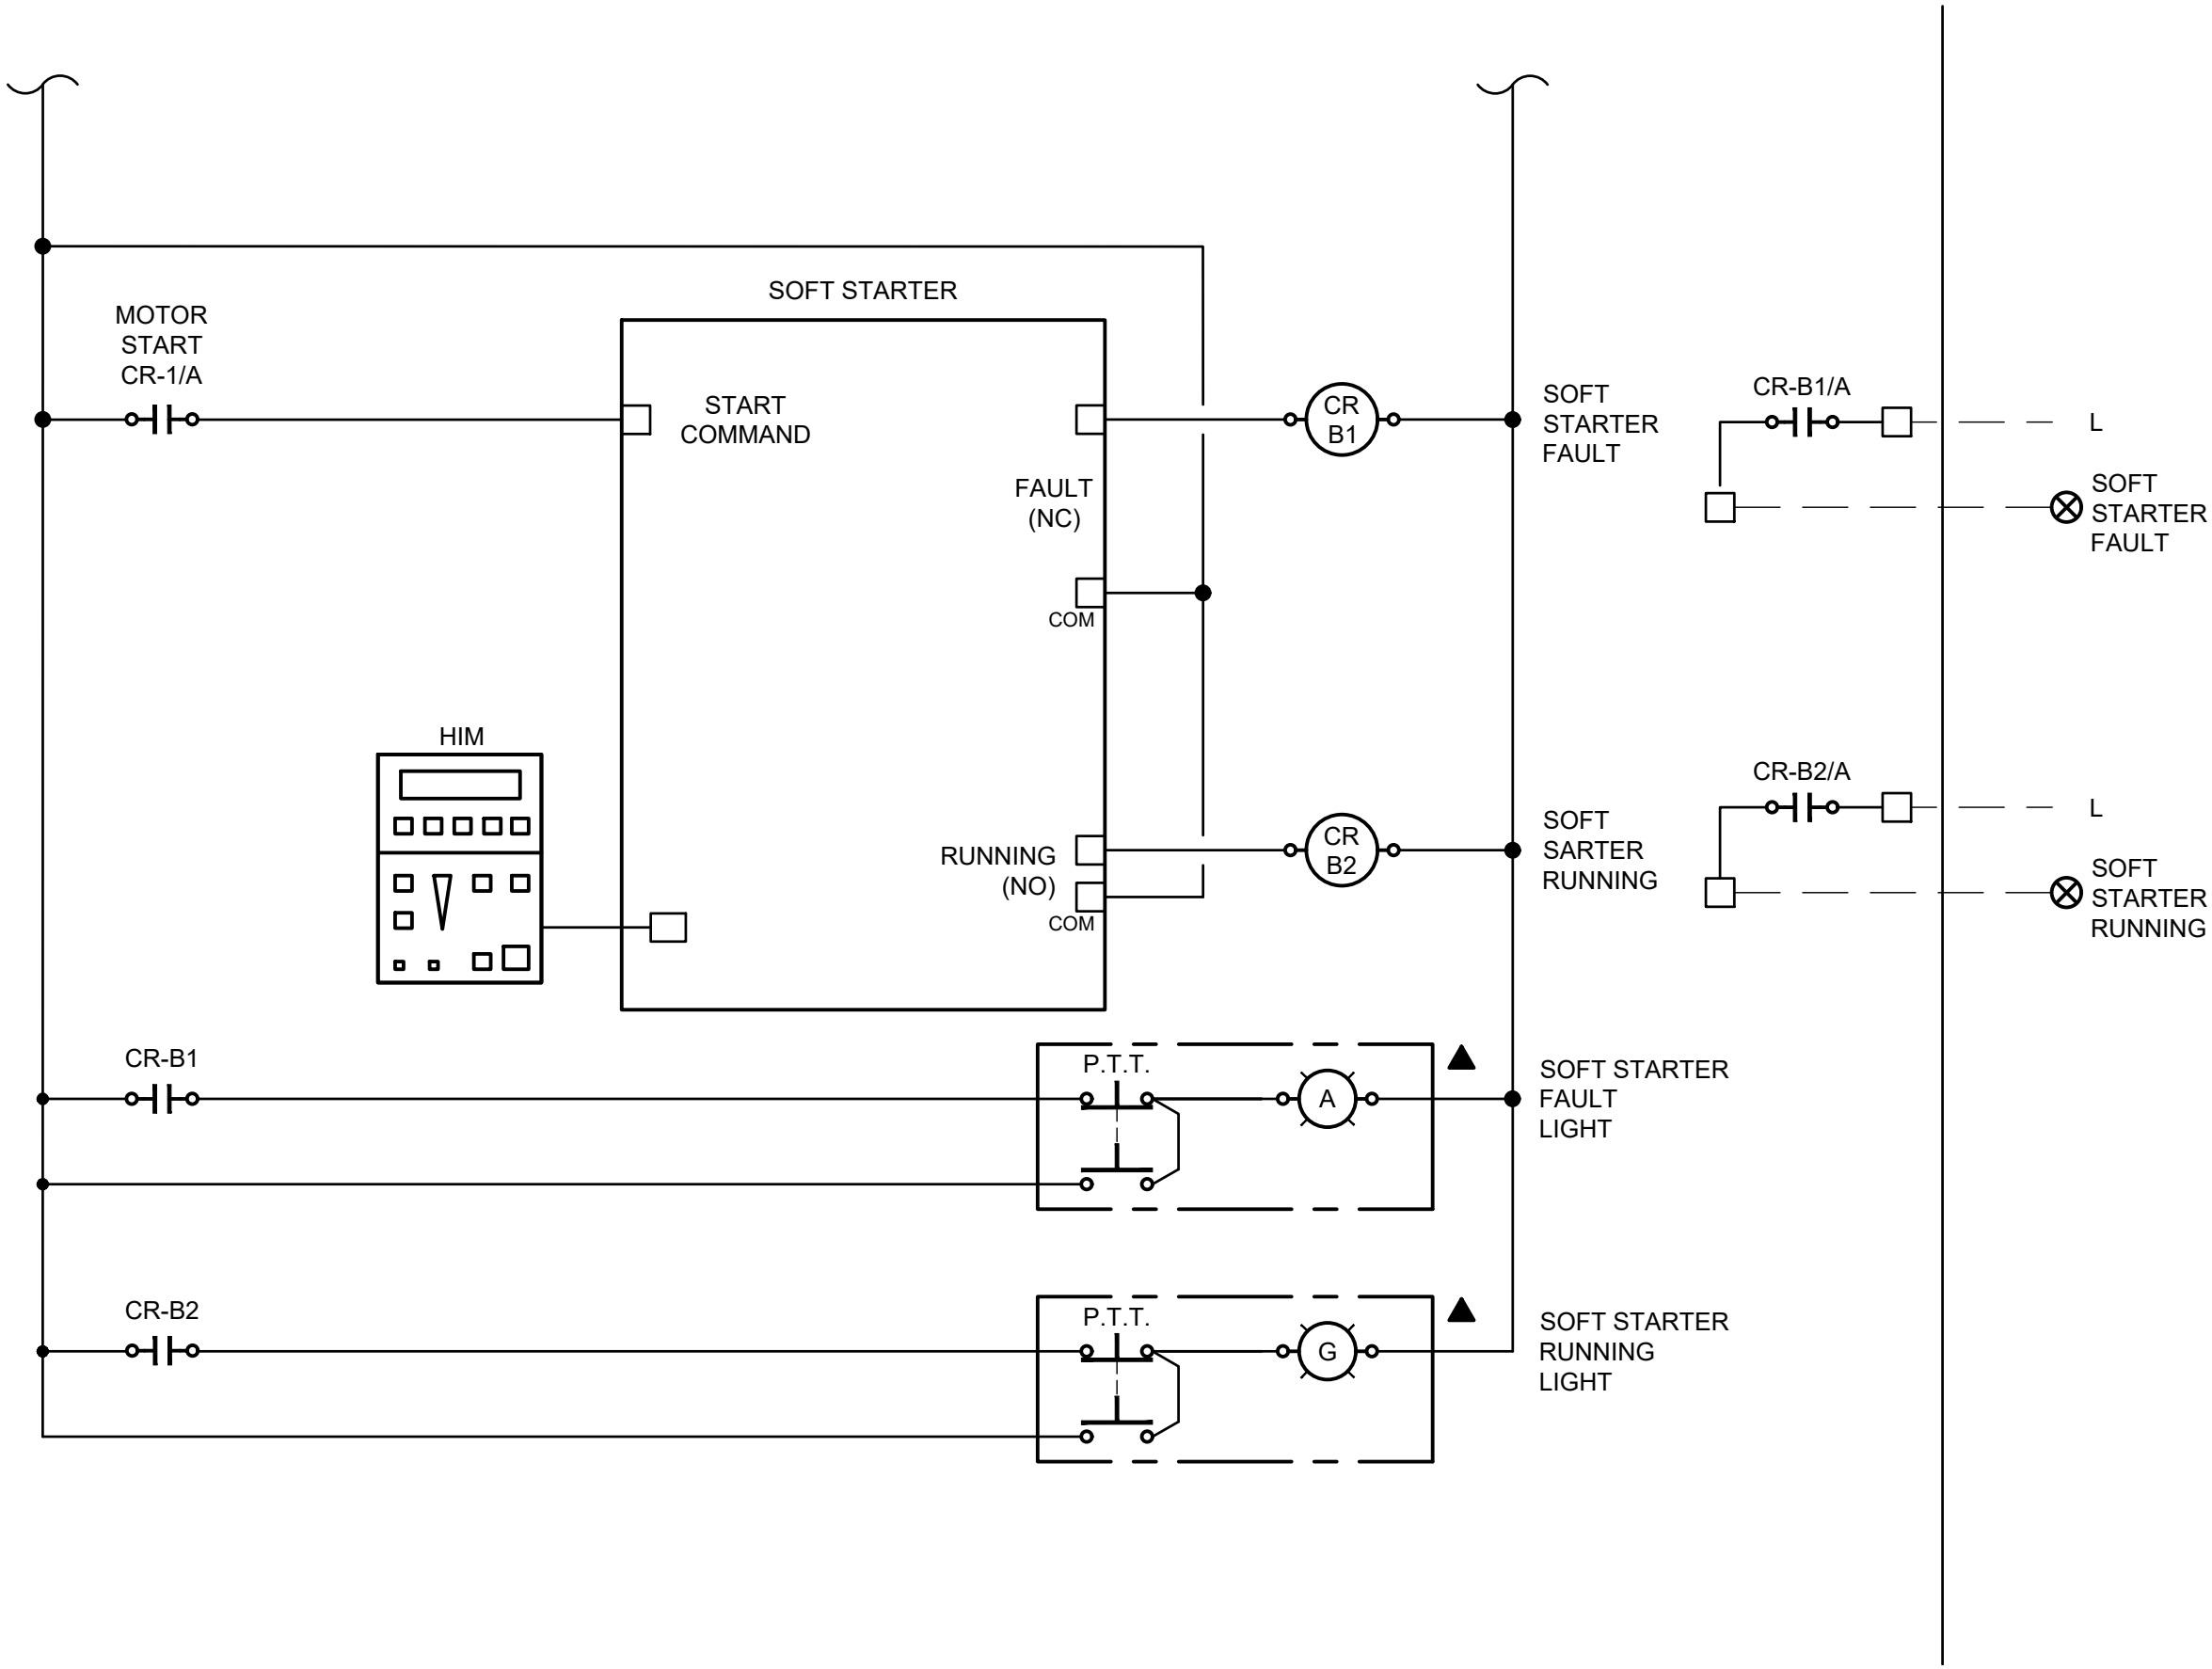 SOFT STARTER
MOTOR
START
CR-1/A
START
COMMAND
CR
B1
SOFT
STARTER
FAULT
CR-B1/A
L
FAULT
(NC)
SOFT
STARTER
FAULT
COM
HIM
CR-B2/A
L
RUNNING
(NO)
CR
B2
SOFT
SARTER
RUNNING
SOFT
STARTER
RUNNING
COM
CR-B1
P.T.T.
A
SOFT STARTER
FAULT
LIGHT
CR-B2
P.T.T.
G
SOFT STARTER
RUNNING
LIGHT